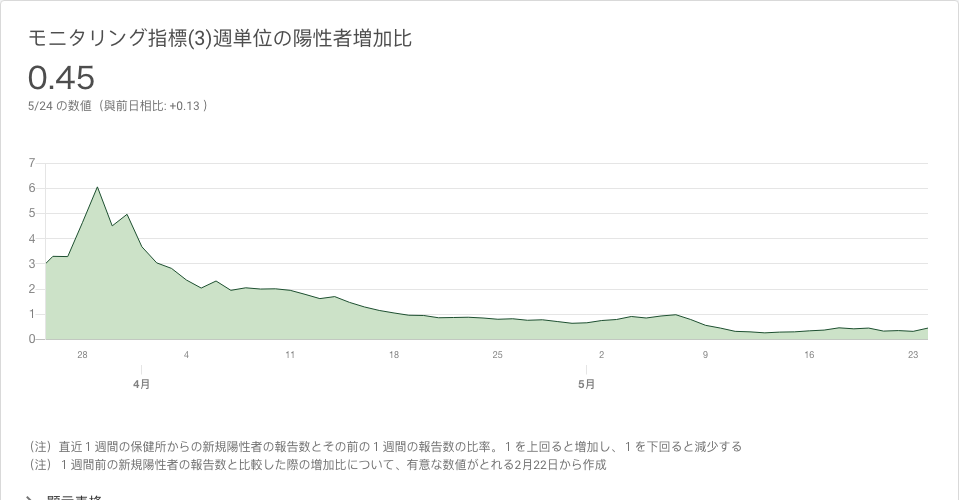 モニタリング指標(3)週単位の陽性者増加比
0.45
5/24 の数値（與前日相比: +0.13 ）
7
6
5
4
3
2
1
0
28 4 11 18 25 2 9 16 23
4月 5月
（注）直近１週間の保健所からの新規陽性者の報告数とその前の１週間の報告数の比率。１を上回ると増加し、１を下回ると減少する
（注）１週間前の新規陽性者の報告数と比較した際の増加比について、有意な数値がとれる2月22日から作成